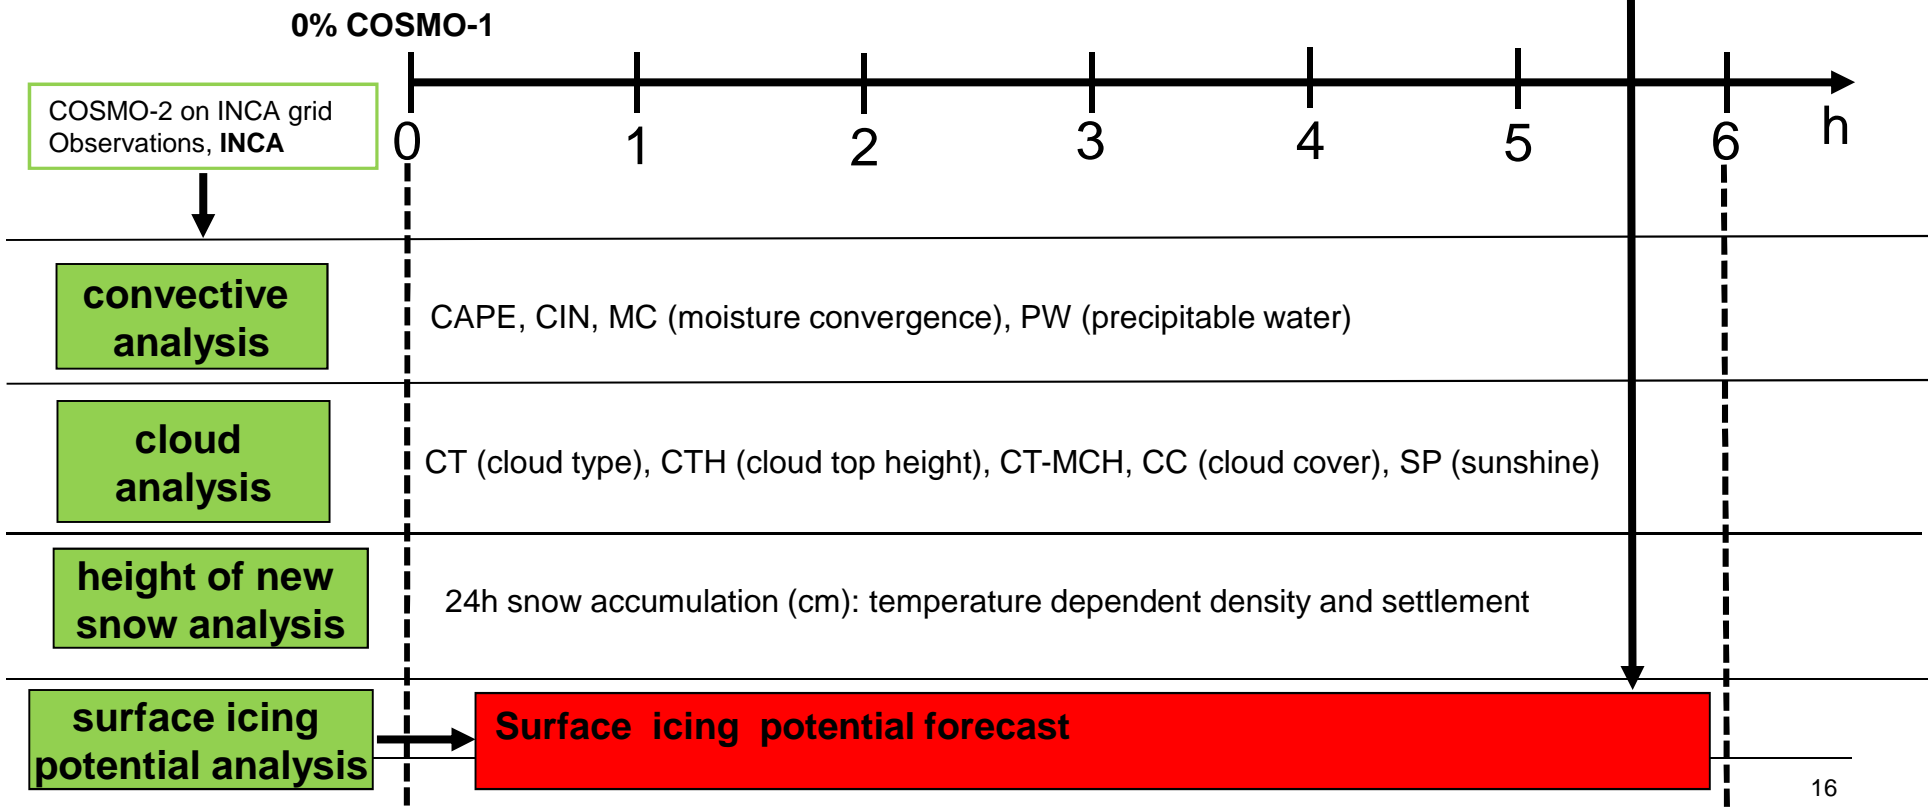 0% COSMO-1
COSMO-2 on INCA grid
Observations, INCA
0 1 2 3 4 5 6 h
convective
analysis
CAPE, CIN, MC (moisture convergence), PW (precipitable water)
cloud
analysis
CT (cloud type), CTH (cloud top height), CT-MCH, CC (cloud cover), SP (sunshine)
height of new
snow analysis
24h snow accumulation (cm): temperature dependent density and settlement
surface icing
potential analysis
Surface icing potential forecast
16